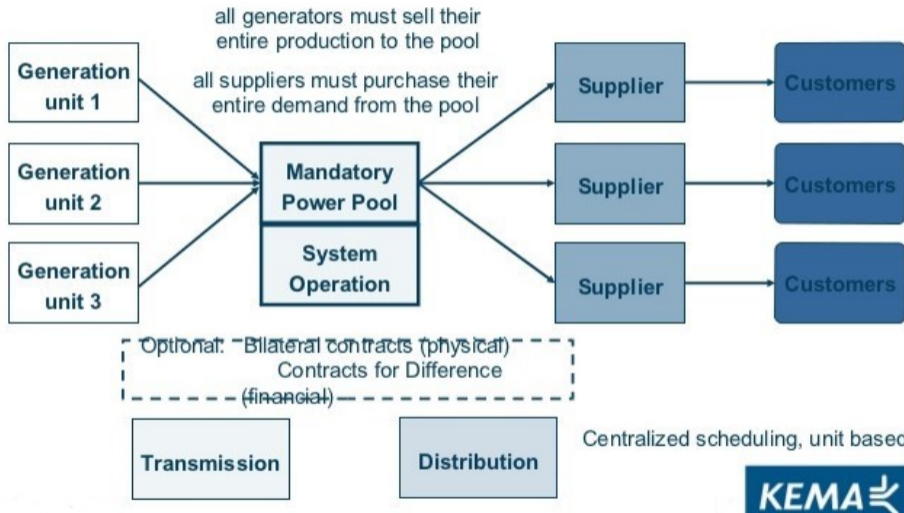 all generators must sell their
entire production to the pool
all suppliers must purchase their
entire demand from the pool
Generation
unit 1
Supplier
Customers
Generation
unit 2
Mandatory
Power Pool
Supplier
Customers
Generation
unit 3
System
Operation
Supplier
Customers
Optional: Bilateral contracts (physical)
Contracts for Difference
(financial)
Transmission
Distribution
Centralized scheduling, unit based
KEMA